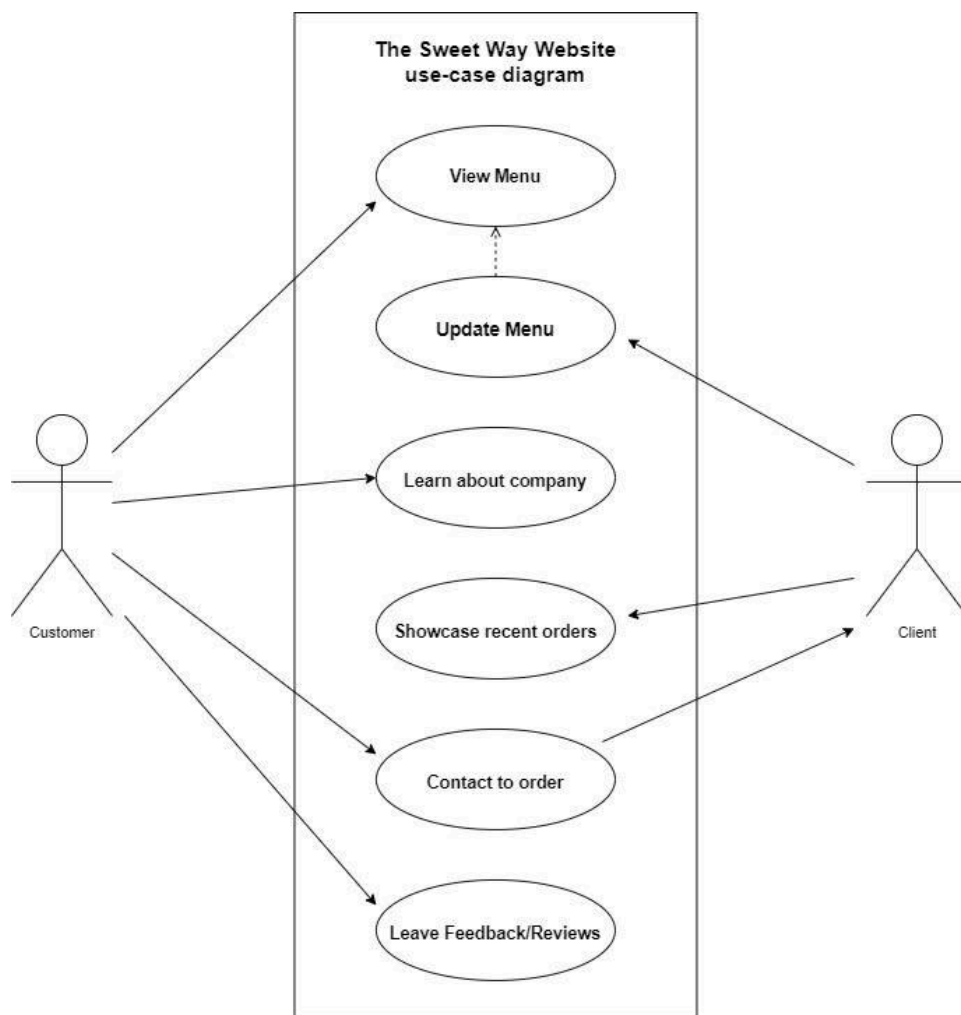 The Sweet Way Website
use-case diagram
View Menu
Update Menu
Learn about company
Showcase recent orders
Customer
Client
Contact to order
Leave Feedback/Reviews